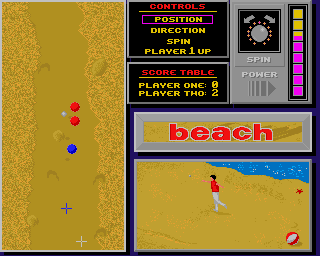 CONTROLS
POSITION
DIRECTION
SPIN
PLAYER 1 UP
SCORE TABLE
PLAYER ONE: 0
PLAYER TWO: 2
SPIN
POWER
beach